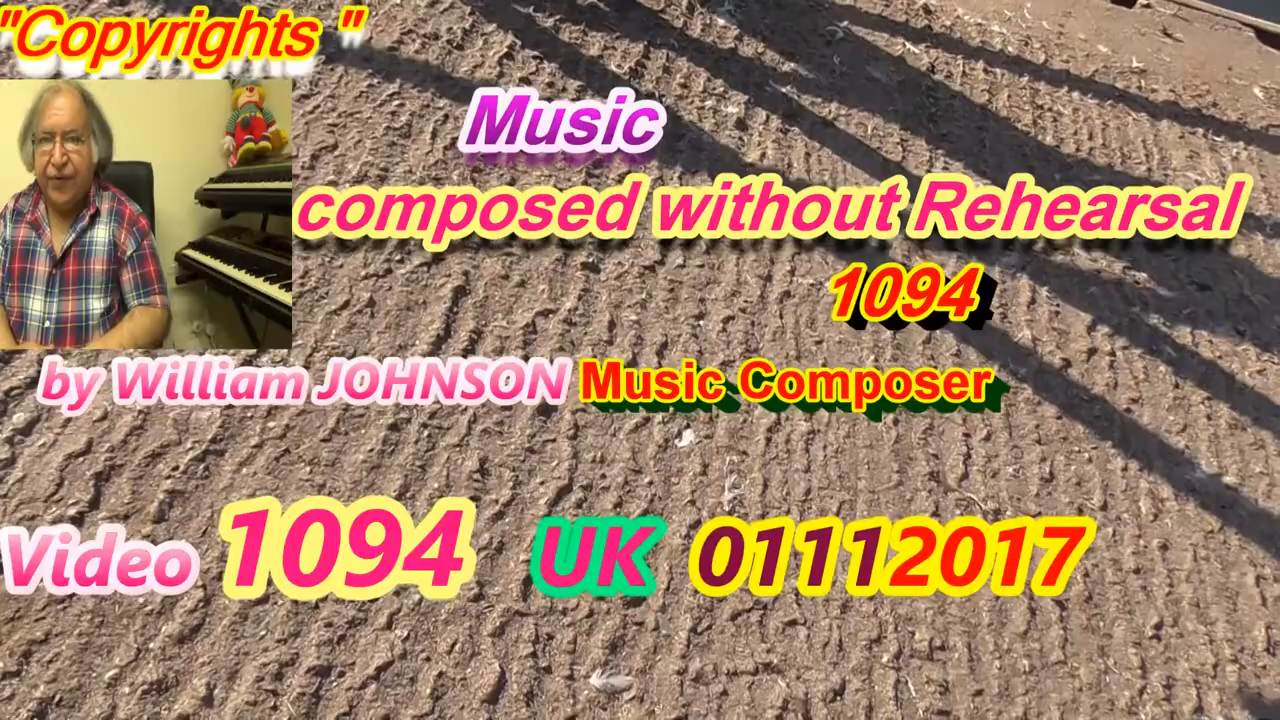 "Copyrights "
Music
composed without Rehearsal
1094
by William JOHNSON Music Composer
Video 1094 UK 01112017